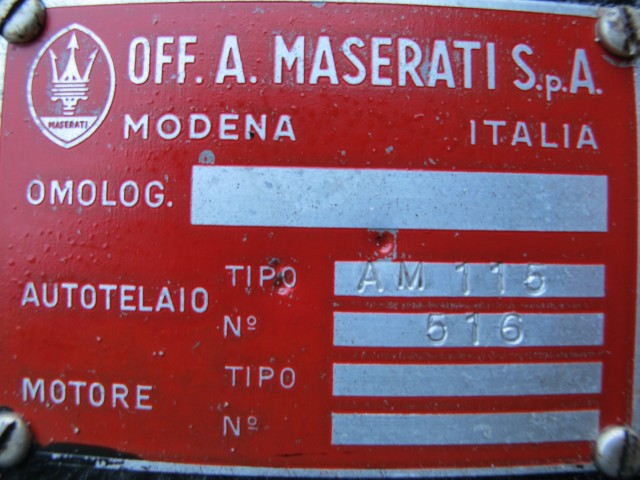 OFF. A. MASERATI S.p.A.
MASERATI
MODENA ITALIA
OMOLOG.
AUTOTELAIO TIPO AM 115
Nº 516
MOTORE TIPO
Nº